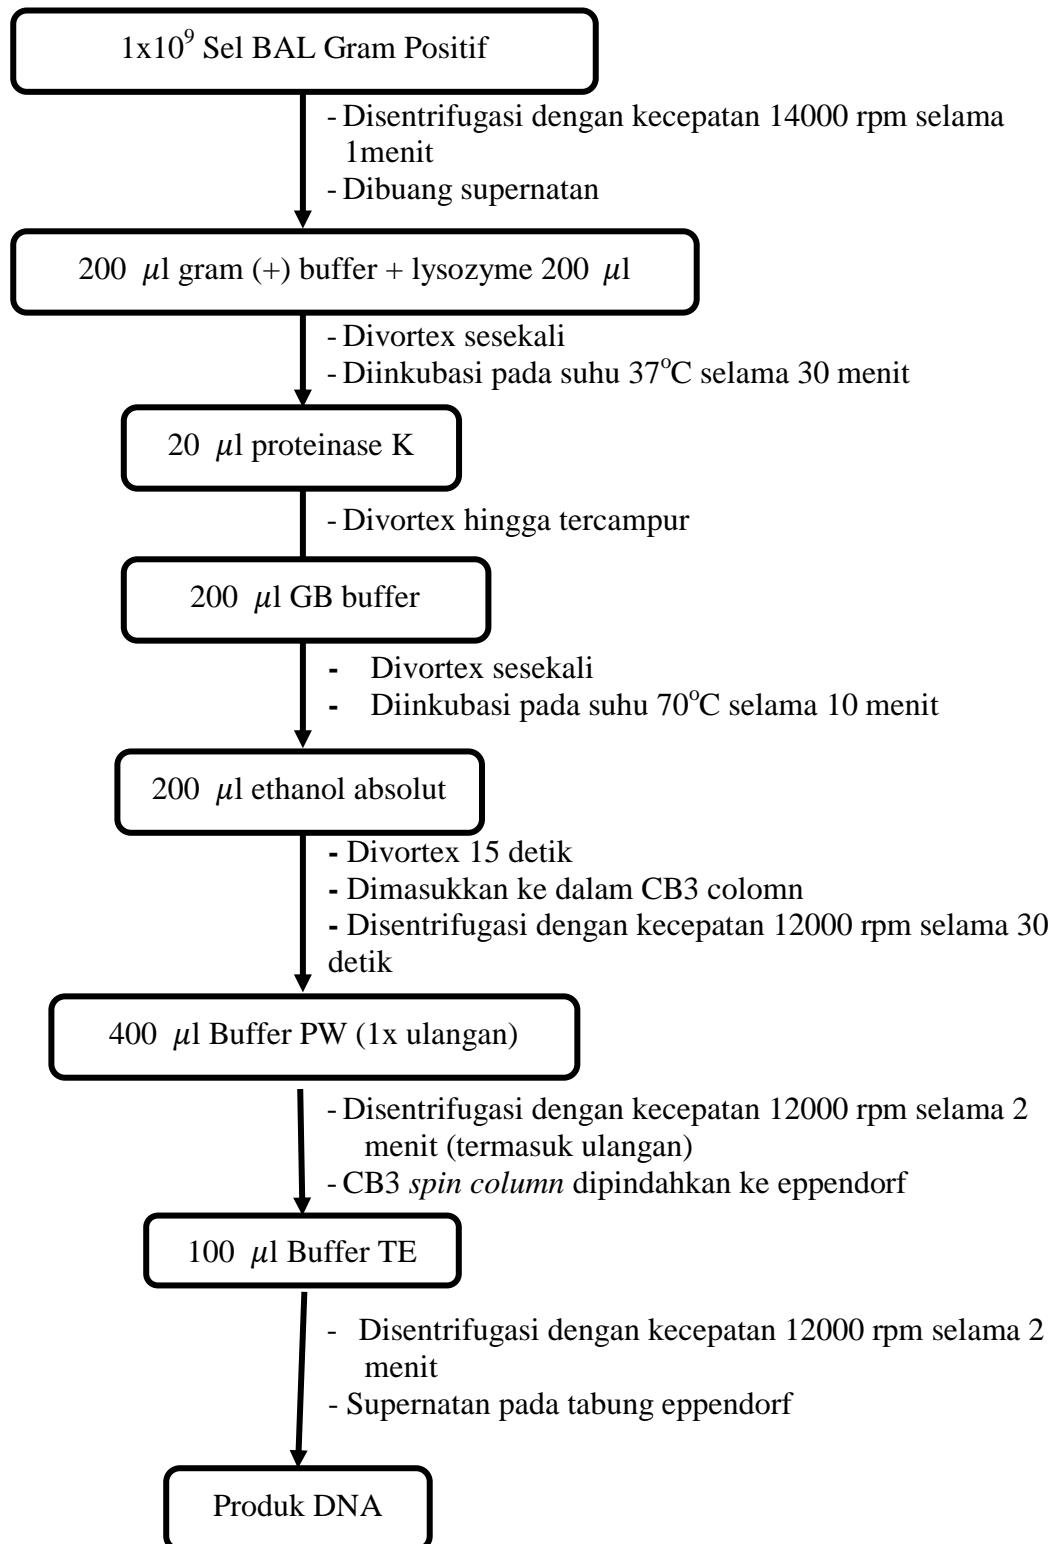 1x10⁹ Sel BAL Gram Positif
- Disentrifugasi dengan kecepatan 14000 rpm selama
1menit
- Dibuang supernatan
200 𝜇l gram (+) buffer + lysozyme 200 𝜇l
- Divortex sesekali
- Diinkubasi pada suhu 37ᵒC selama 30 menit
20 𝜇l proteinase K
- Divortex hingga tercampur
200 𝜇l GB buffer
- Divortex sesekali
- Diinkubasi pada suhu 70ᵒC selama 10 menit
200 𝜇l ethanol absolut
- Divortex 15 detik
- Dimasukkan ke dalam CB3 colomn
- Disentrifugasi dengan kecepatan 12000 rpm selama 30
detik
400 𝜇l Buffer PW (1x ulangan)
- Disentrifugasi dengan kecepatan 12000 rpm selama 2
menit (termasuk ulangan)
- CB3 spin column dipindahkan ke eppendorf
100 𝜇l Buffer TE
- Disentrifugasi dengan kecepatan 12000 rpm selama 2
menit
- Supernatan pada tabung eppendorf
Produk DNA